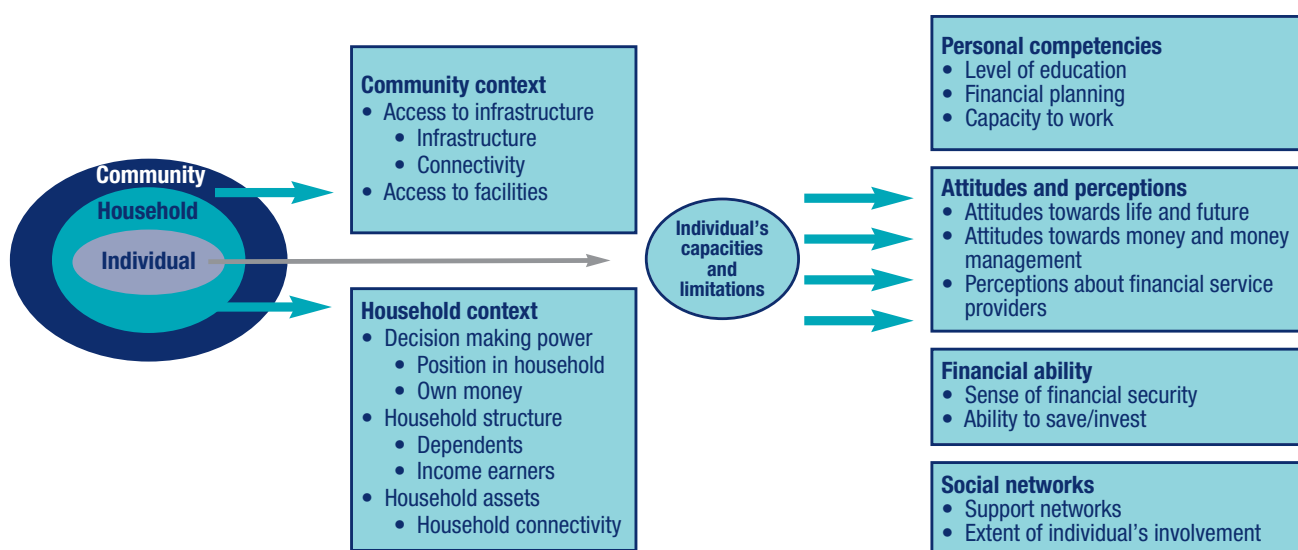 Community
Household
Individual
Community context
• Access to infrastructure
• Infrastructure
• Connectivity
• Access to facilities
Household context
• Decision making power
• Position in household
• Own money
• Household structure
• Dependents
• Income earners
• Household assets
• Household connectivity
Individual's
capacities
and
limitations
Personal competencies
• Level of education
• Financial planning
• Capacity to work
Attitudes and perceptions
• Attitudes towards life and future
• Attitudes towards money and money
management
• Perceptions about financial service
providers
Financial ability
• Sense of financial security
• Ability to save/invest
Social networks
• Support networks
• Extent of individual's involvement